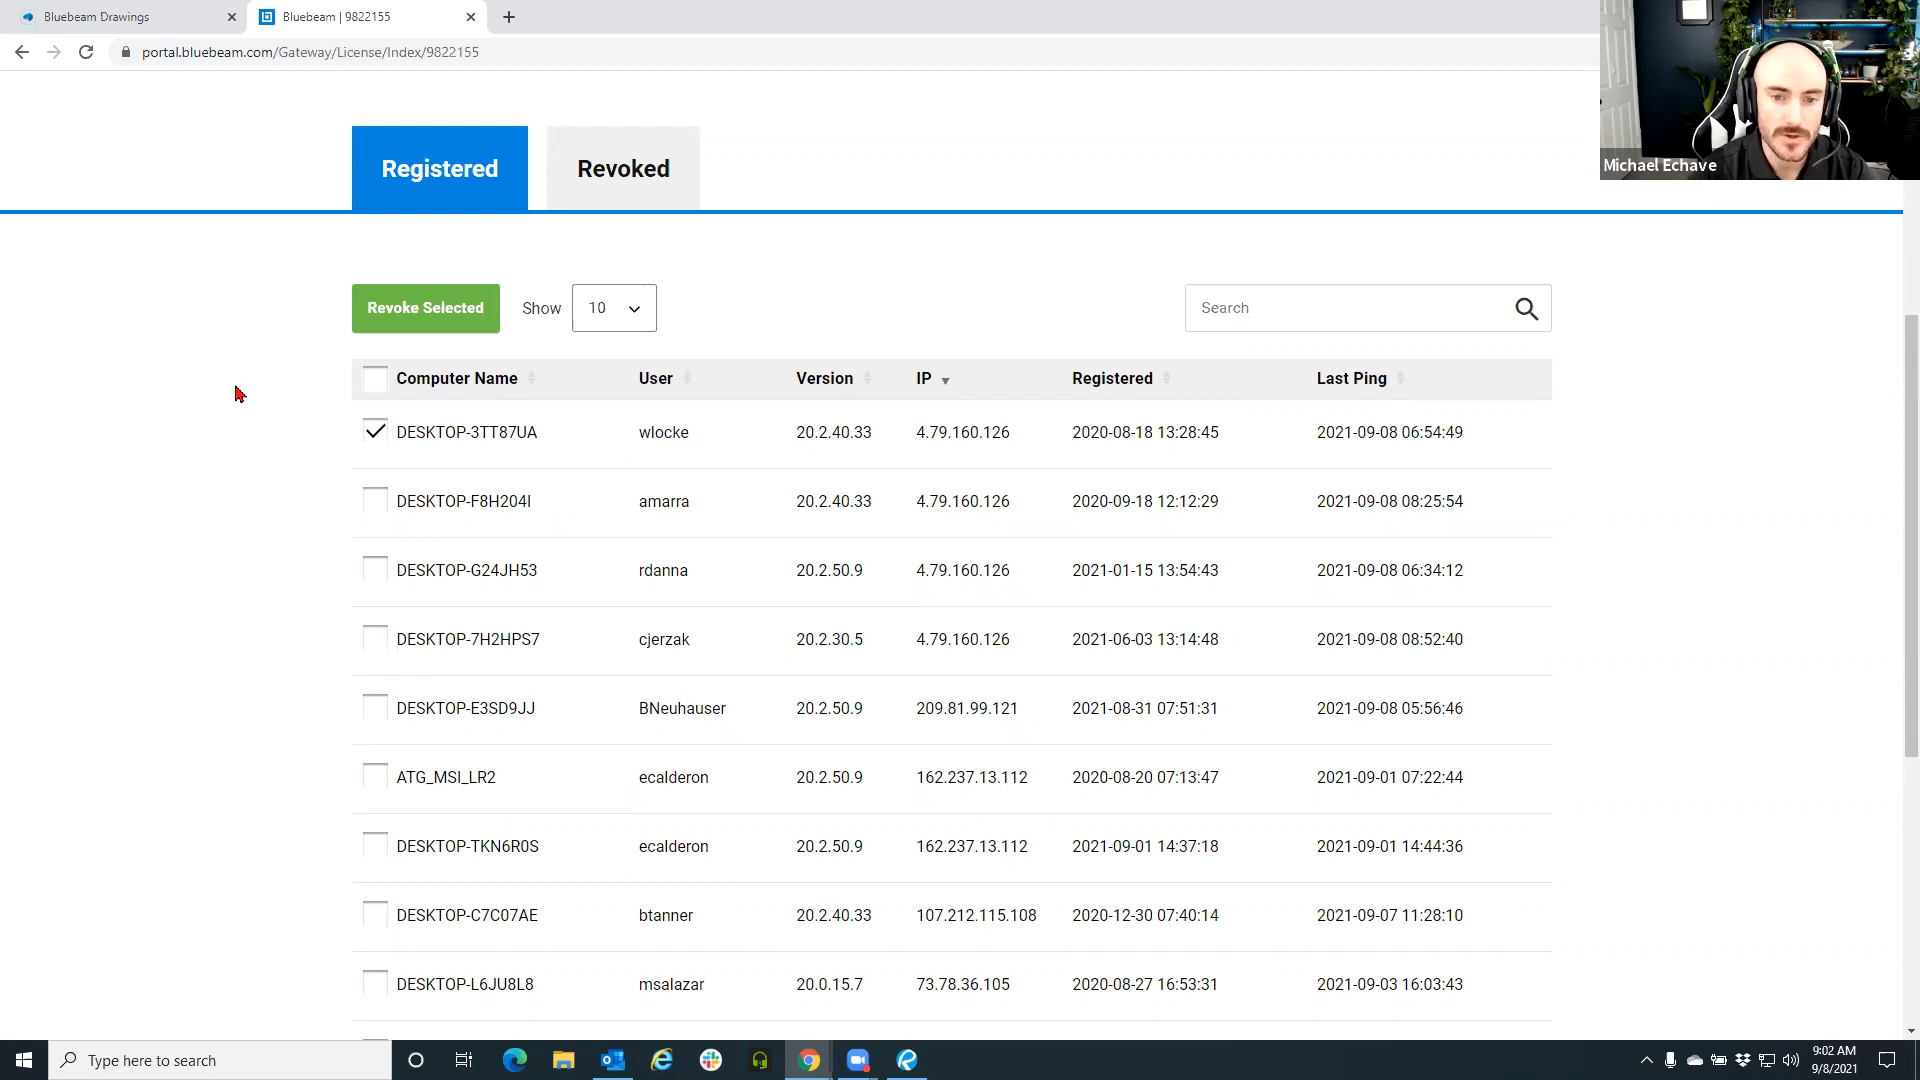 Bluebeam Drawings
Bluebeam | 9822155
portal.bluebeam.com/Gateway/License/Index/9822155
Michael Echave
Registered
Revoked
Revoke Selected
Show 10
Search
Computer Name User Version IP Registered Last Ping
DESKTOP-3TT87UA wlocke 20.2.40.33 4.79.160.126 2020-08-18 13:28:45 2021-09-08 06:54:49
DESKTOP-F8H204I amarra 20.2.40.33 4.79.160.126 2020-09-18 12:12:29 2021-09-08 08:25:54
DESKTOP-G24JH53 rdanna 20.2.50.9 4.79.160.126 2021-01-15 13:54:43 2021-09-08 06:34:12
DESKTOP-7H2HPS7 cjerzak 20.2.30.5 4.79.160.126 2021-06-03 13:14:48 2021-09-08 08:52:40
DESKTOP-E3SD9JJ BNeuhauser 20.2.50.9 209.81.99.121 2021-08-31 07:51:31 2021-09-08 05:56:46
ATG_MSI_LR2 ecalderon 20.2.50.9 162.237.13.112 2020-08-20 07:13:47 2021-09-01 07:22:44
DESKTOP-TKN6R0S ecalderon 20.2.50.9 162.237.13.112 2021-09-01 14:37:18 2021-09-01 14:44:36
DESKTOP-C7C07AE btanner 20.2.40.33 107.212.115.108 2020-12-30 07:40:14 2021-09-07 11:28:10
DESKTOP-L6JU8L8 msalazar 20.0.15.7 73.78.36.105 2020-08-27 16:53:31 2021-09-03 16:03:43
Type here to search
9:02 AM
9/8/2021